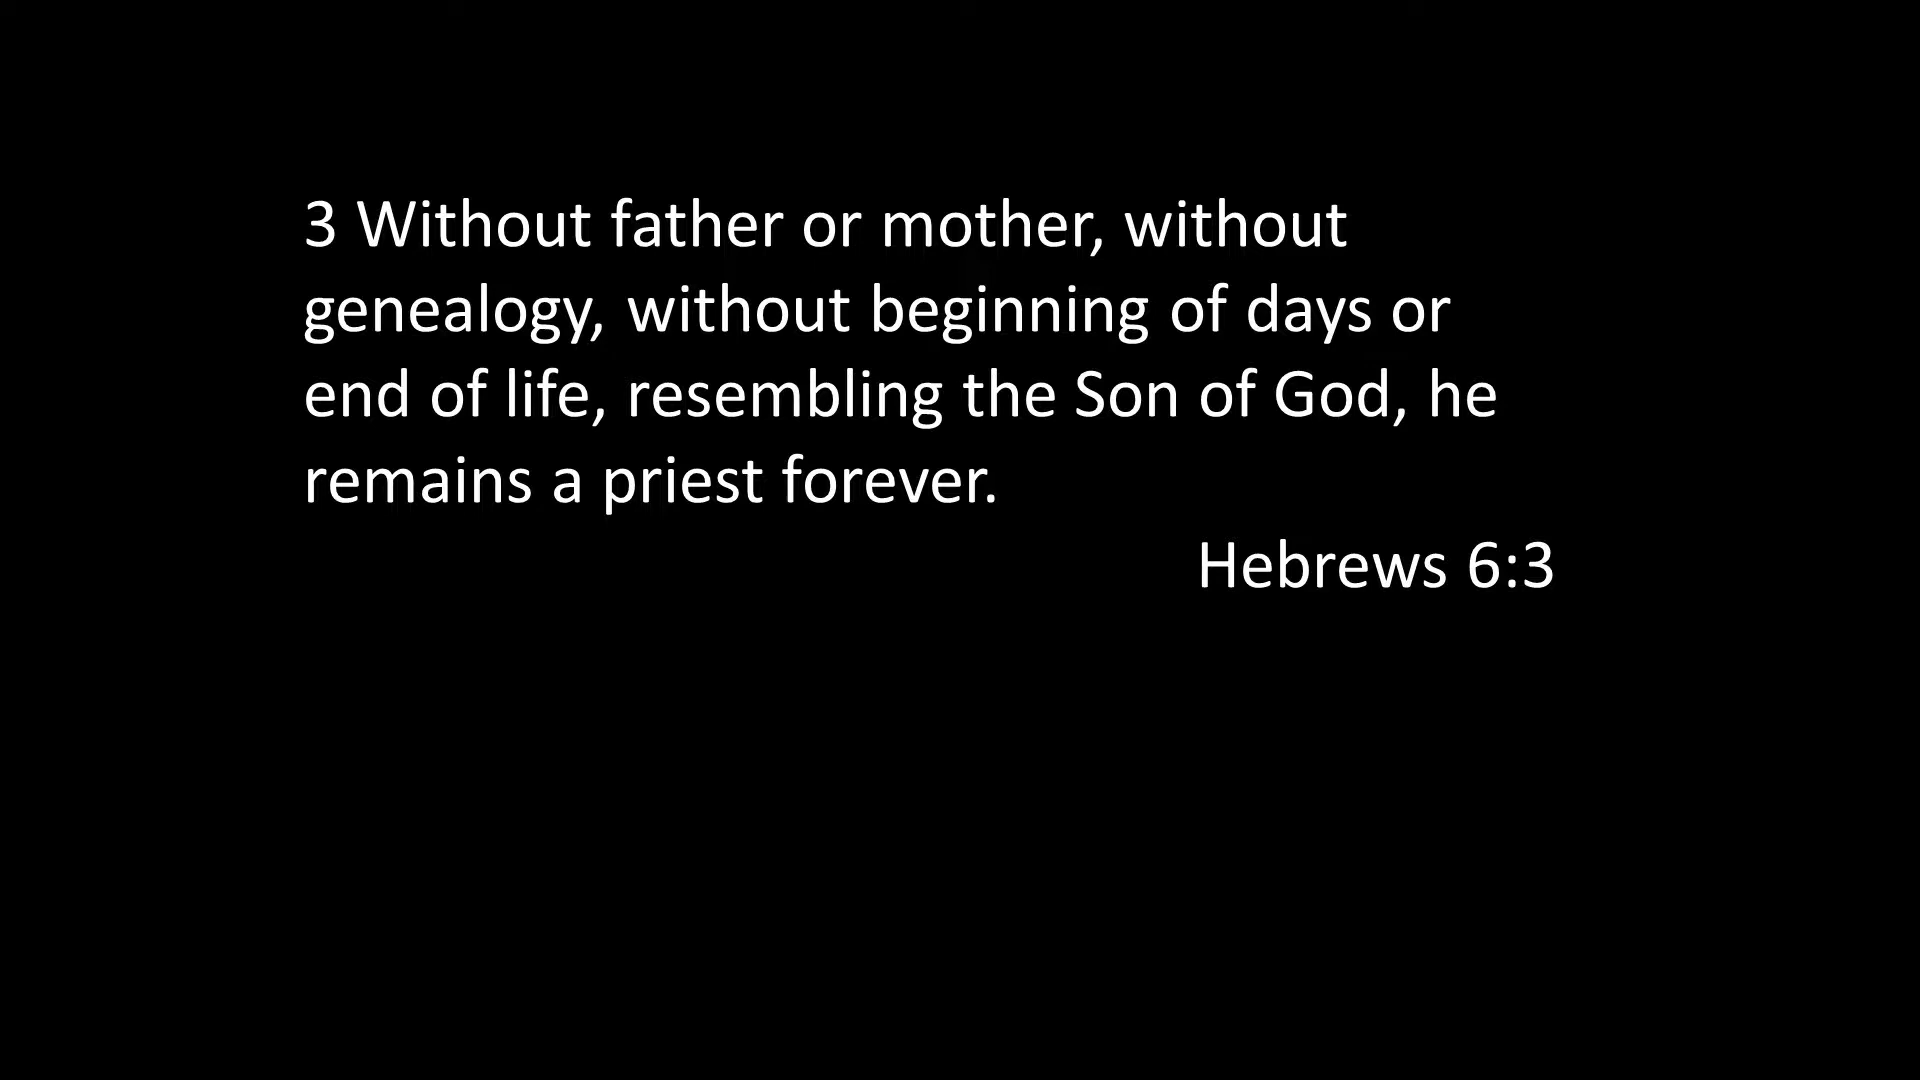 3 Without father or mother, without
genealogy, without beginning of days or
end of life, resembling the Son of God, he
remains a priest forever.
Hebrews 6:3